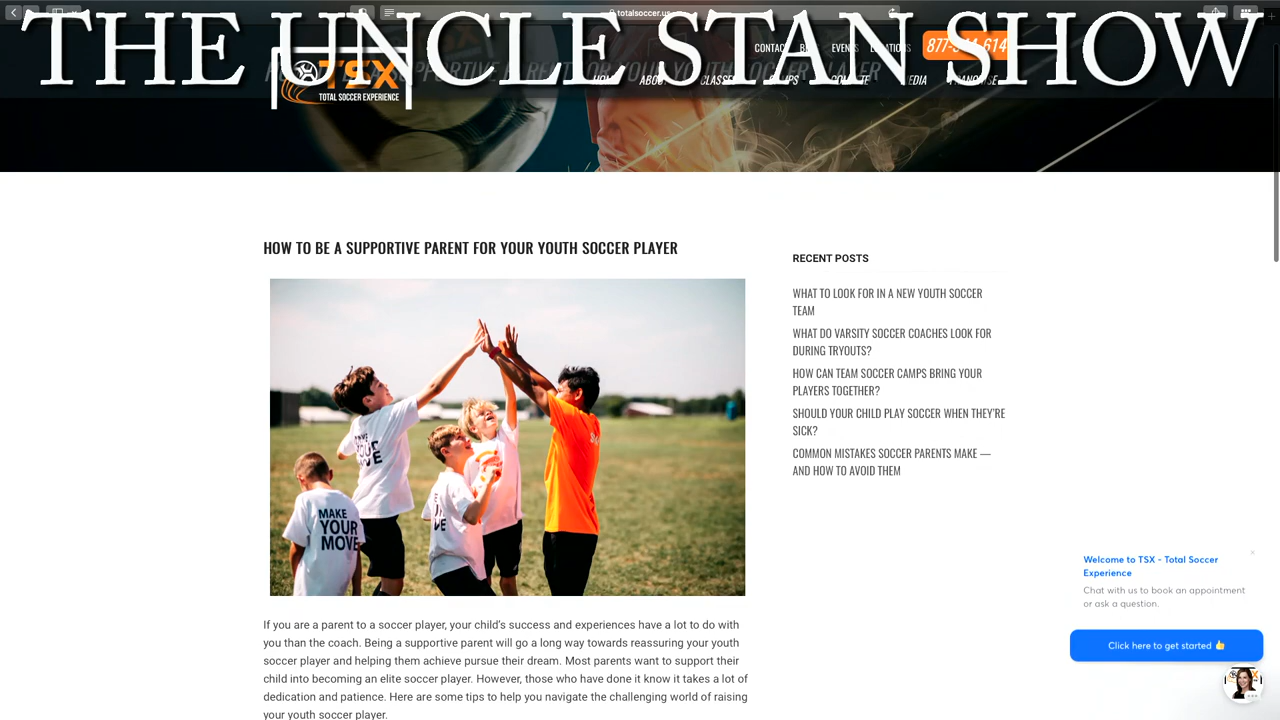 totalsoccer.us
THE UNCLE STAN SHOW
TSX
TOTAL SOCCER EXPERIENCE
HOW TO BE A SUPPORTIVE PARENT FOR YOUR YOUTH SOCCER PLAYER
MAKE
YOUR
MOVE
If you are a parent to a soccer player, your child's success and experiences have a lot to do with
you than the coach. Being a supportive parent will go a long way towards reassuring your youth
soccer player and helping them achieve pursue their dream. Most parents want to support their
child into becoming an elite soccer player. However, those who have done it know it takes a lot of
dedication and patience. Here are some tips to help you navigate the challenging world of raising
your youth soccer player.
RECENT POSTS
WHAT TO LOOK FOR IN A NEW YOUTH SOCCER
TEAM
WHAT DO VARSITY SOCCER COACHES LOOK FOR
DURING TRYOUTS?
HOW CAN TEAM SOCCER CAMPS BRING YOUR
PLAYERS TOGETHER?
SHOULD YOUR CHILD PLAY SOCCER WHEN THEY'RE
SICK?
COMMON MISTAKES SOCCER PARENTS MAKE —
AND HOW TO AVOID THEM
Welcome to TSX - Total Soccer
Experience
Chat with us to book an appointment
or ask a question.
Click here to get started 👍